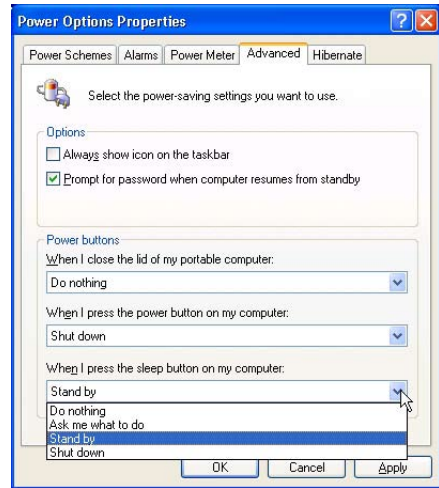 Power Options Properties
Power Schemes Alarms Power Meter Advanced Hibernate
Select the power-saving settings you want to use.
Options
Always show icon on the taskbar
Prompt for password when computer resumes from standby
Power buttons
When I close the lid of my portable computer:
Do nothing
When I press the power button on my computer:
Shut down
When I press the sleep button on my computer:
Stand by
Do nothing
Ask me what to do
Stand by
Shut down
OK Cancel Apply